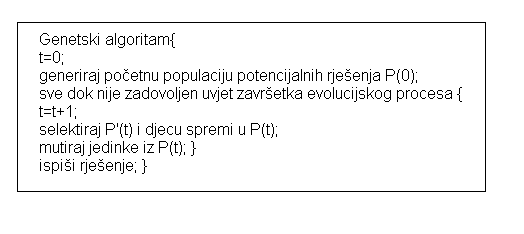 Genetski algoritam{
t=0;
generiraj početnu populaciju potencijalnih rješenja P(0);
sve dok nije zadovoljen uvjet završetka evolucijskog procesa {
t=t+1;
selektiraj P'(t) i djecu spremi u P(t);
mutiraj jedinke iz P(t); }
ispiši rješenje; }